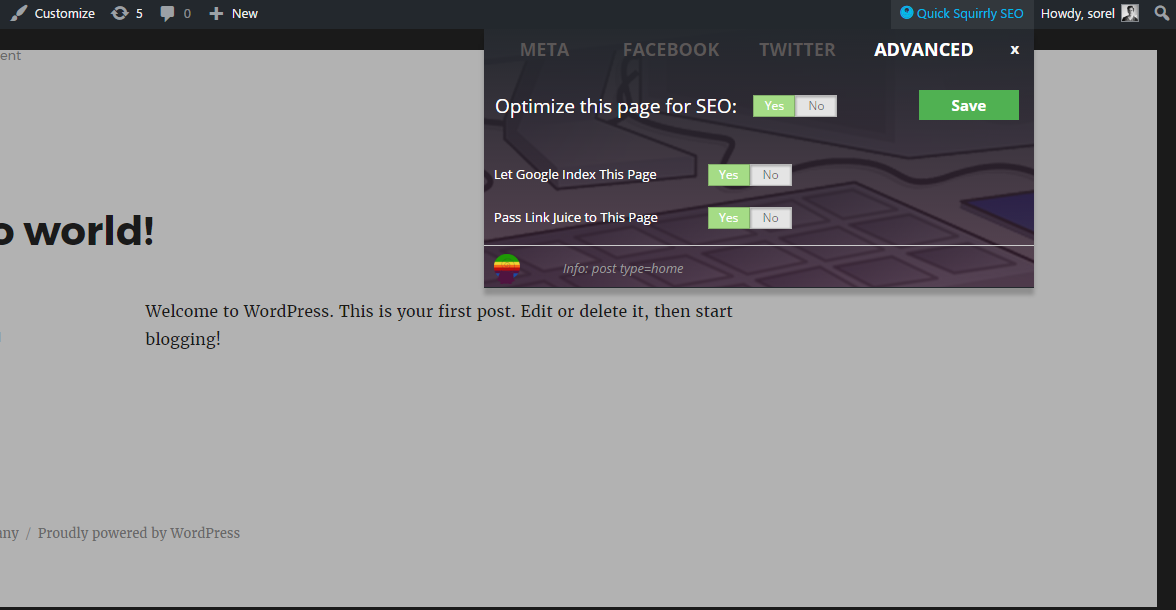 Customize 5 0 New Quick Squirrly SEO Howdy, sorel
META FACEBOOK TWITTER ADVANCED x
ent
Optimize this page for SEO: Yes No Save
Let Google Index This Page Yes No
Pass Link Juice to This Page Yes No
o world!
Info: post type=home
Welcome to WordPress. This is your first post. Edit or delete it, then start
blogging!
nny / Proudly powered by WordPress